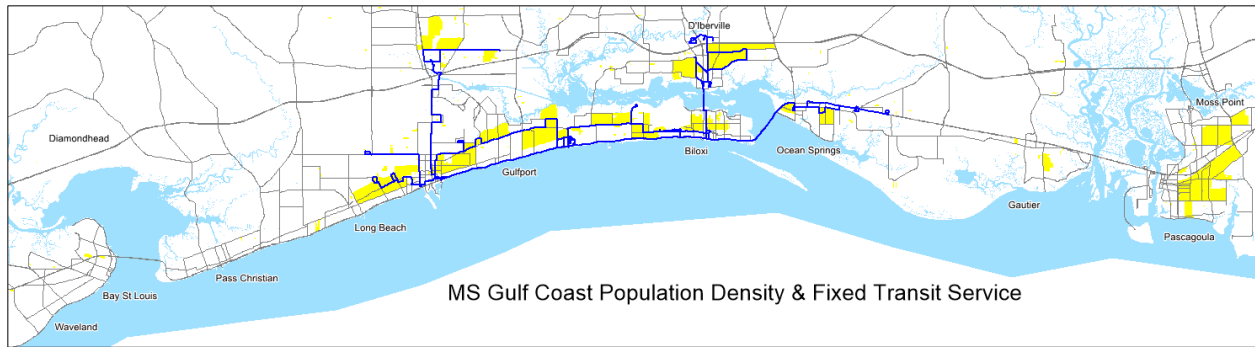 D'Iberville
Moss Point
Diamondhead
Biloxi
Ocean Springs
Gulfport
Gautier
Long Beach
Pascagoula
Pass Christian
Bay St Louis
MS Gulf Coast Population Density & Fixed Transit Service
Waveland